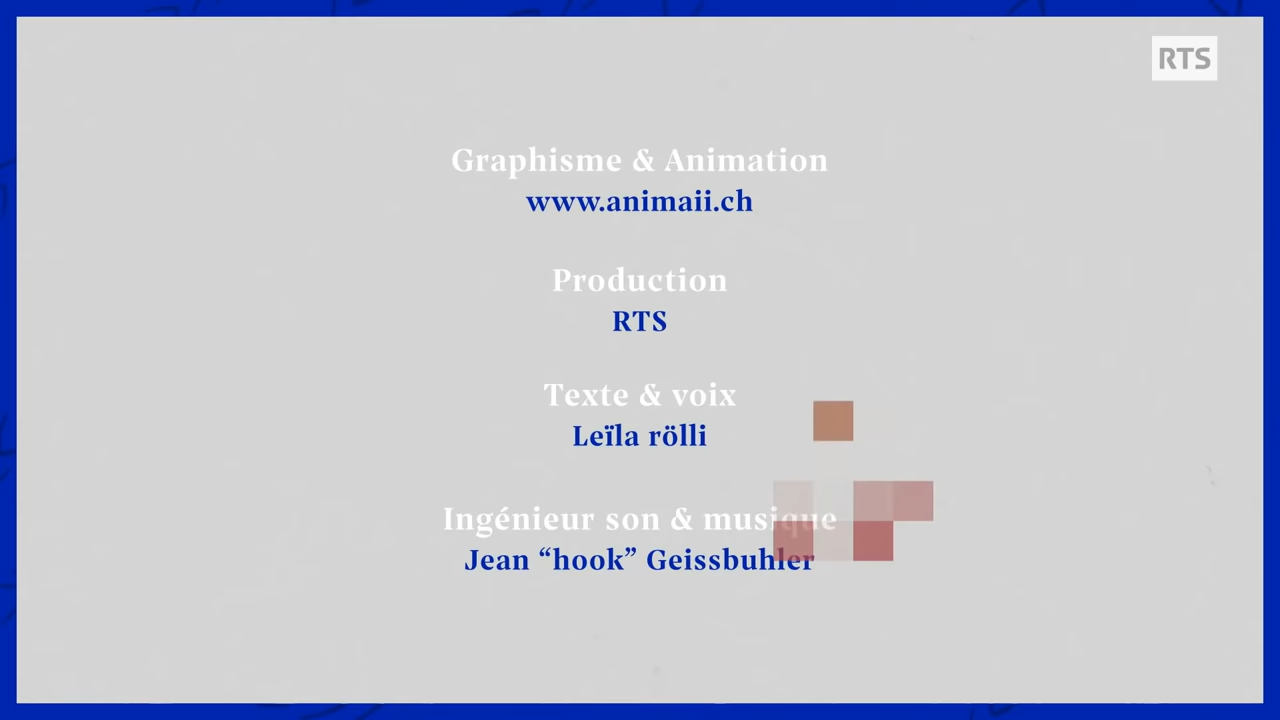 RTS
Graphisme & Animation
www.animaii.ch
Production
RTS
Texte & voix
Leïla rölli
Ingénieur son & musique
Jean “hook” Geissbuhler